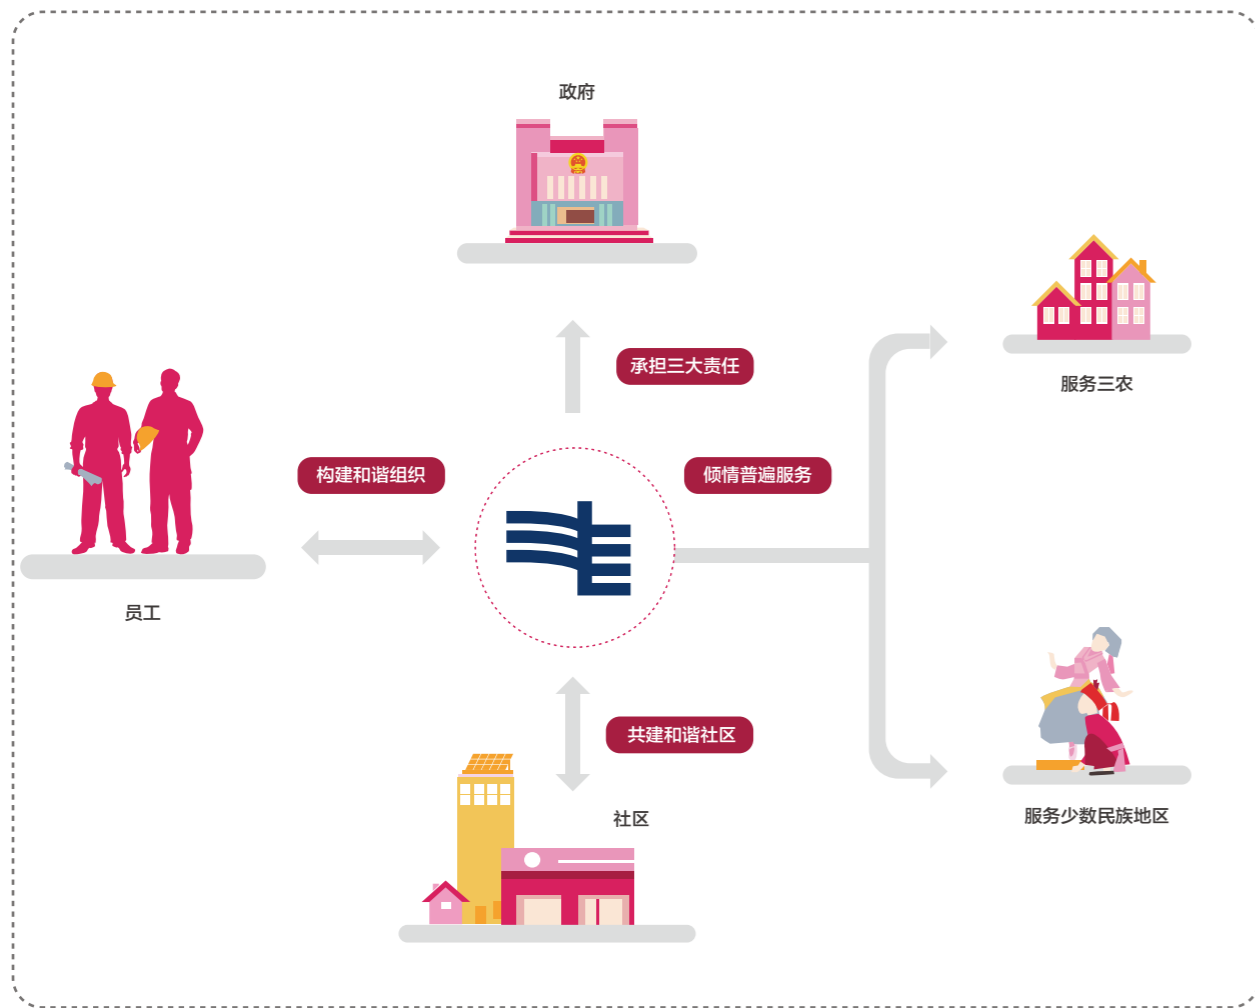 政府
承担三大责任
服务三农
构建和谐组织
倾情普遍服务
员工
共建和谐社区
社区
服务少数民族地区